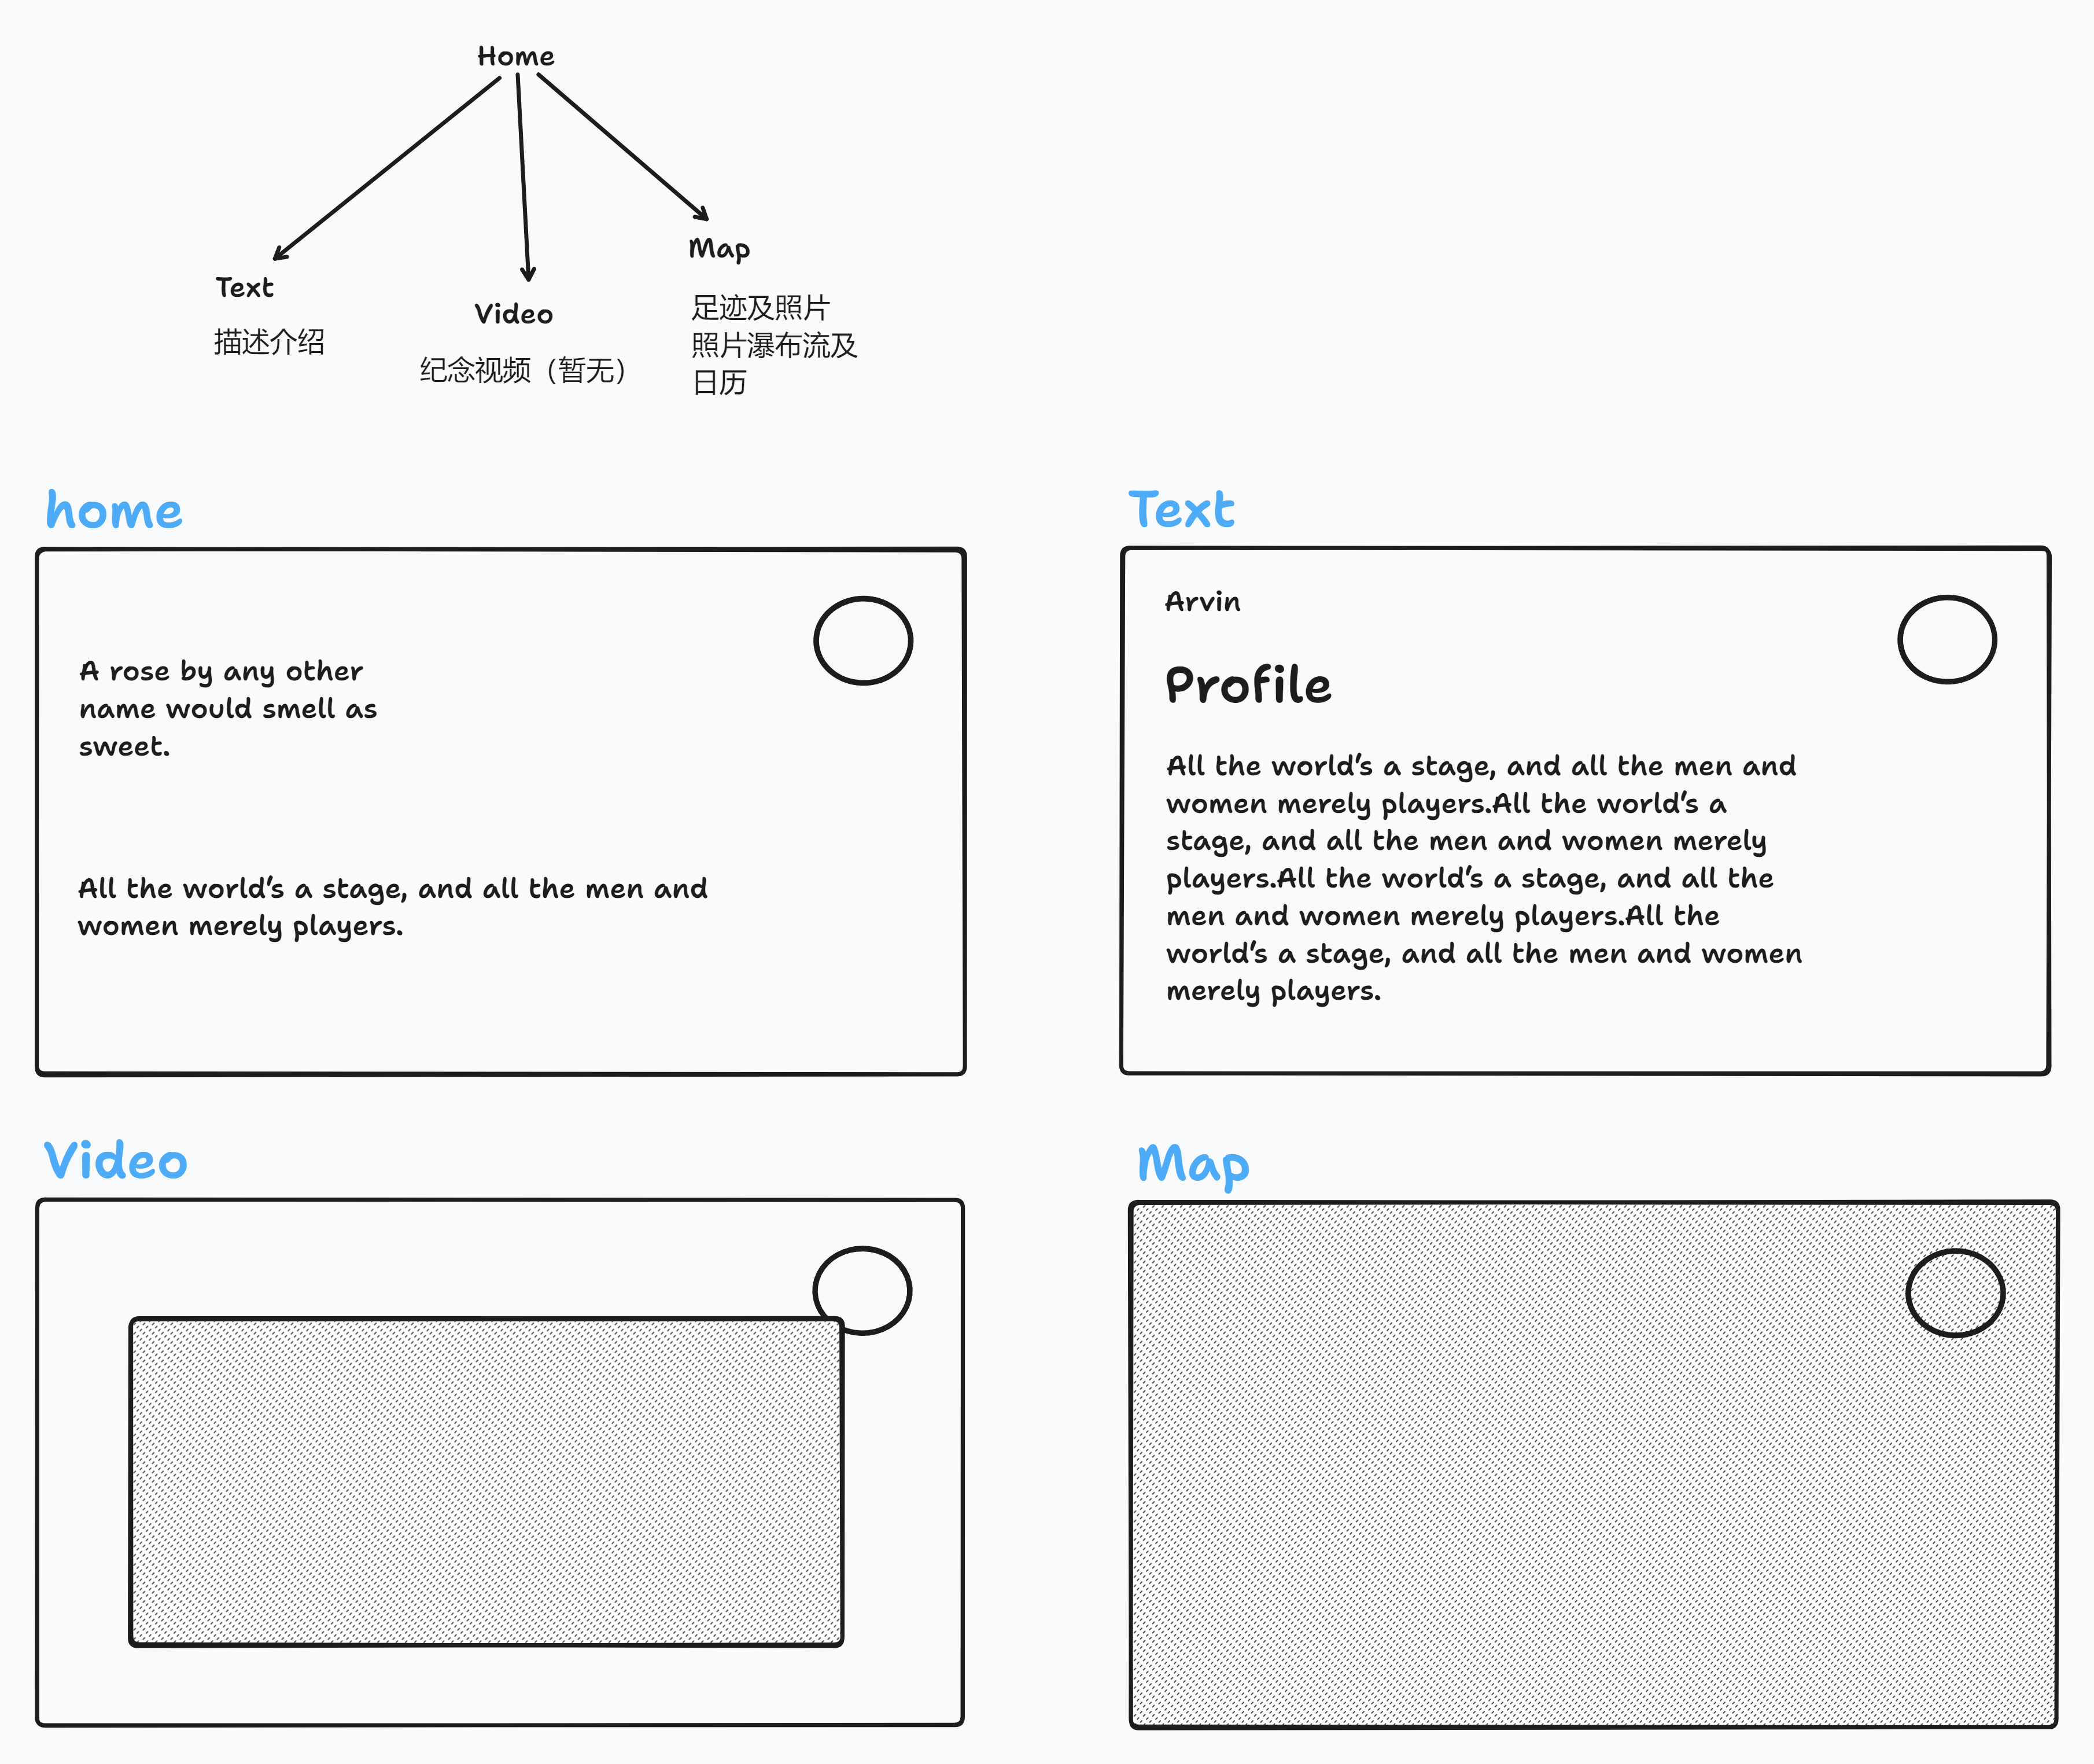 Home
Text
描述介绍
Video
纪念视频（暂无）
Map
足迹及照片
照片瀑布流及
日历
home
A rose by any other
name would smell as
sweet.
All the world's a stage, and all the men and
women merely players.
Text
Arvin
Profile
All the world's a stage, and all the men and
women merely players.All the world's a
stage, and all the men and women merely
players.All the world's a stage, and all the
men and women merely players.All the
world's a stage, and all the men and women
merely players.
Video
Map